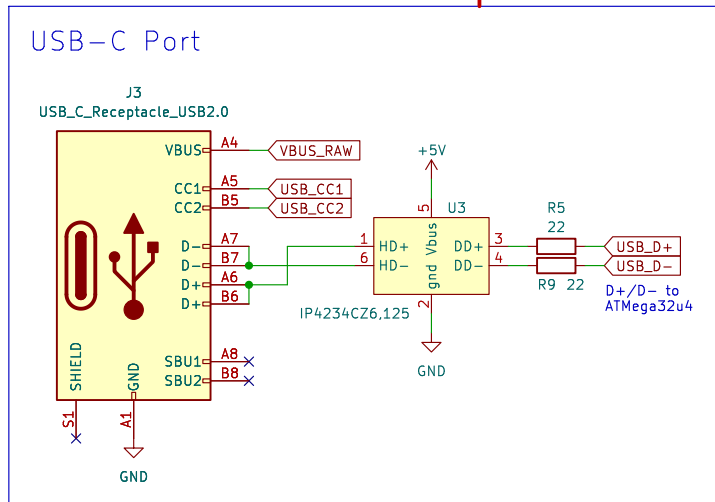 USB-C Port
J3
USB_C_Receptacle_USB2.0
VBUS
A4
VBUS_RAW
CC1
A5
USB_CC1
CC2
B5
USB_CC2
D-
A7
D-
B7
D+
A6
D+
B6
SBU1
A8
SBU2
B8
SHIELD
GND
S1
A1
GND
+5V
U3
5
Vbus
1
HD+
DD+
3
6
HD-
DD-
4
gnd
2
IP4234CZ6,125
GND
R5
22
USB_D+
USB_D-
R9 22
D+/D- to
ATMega32u4